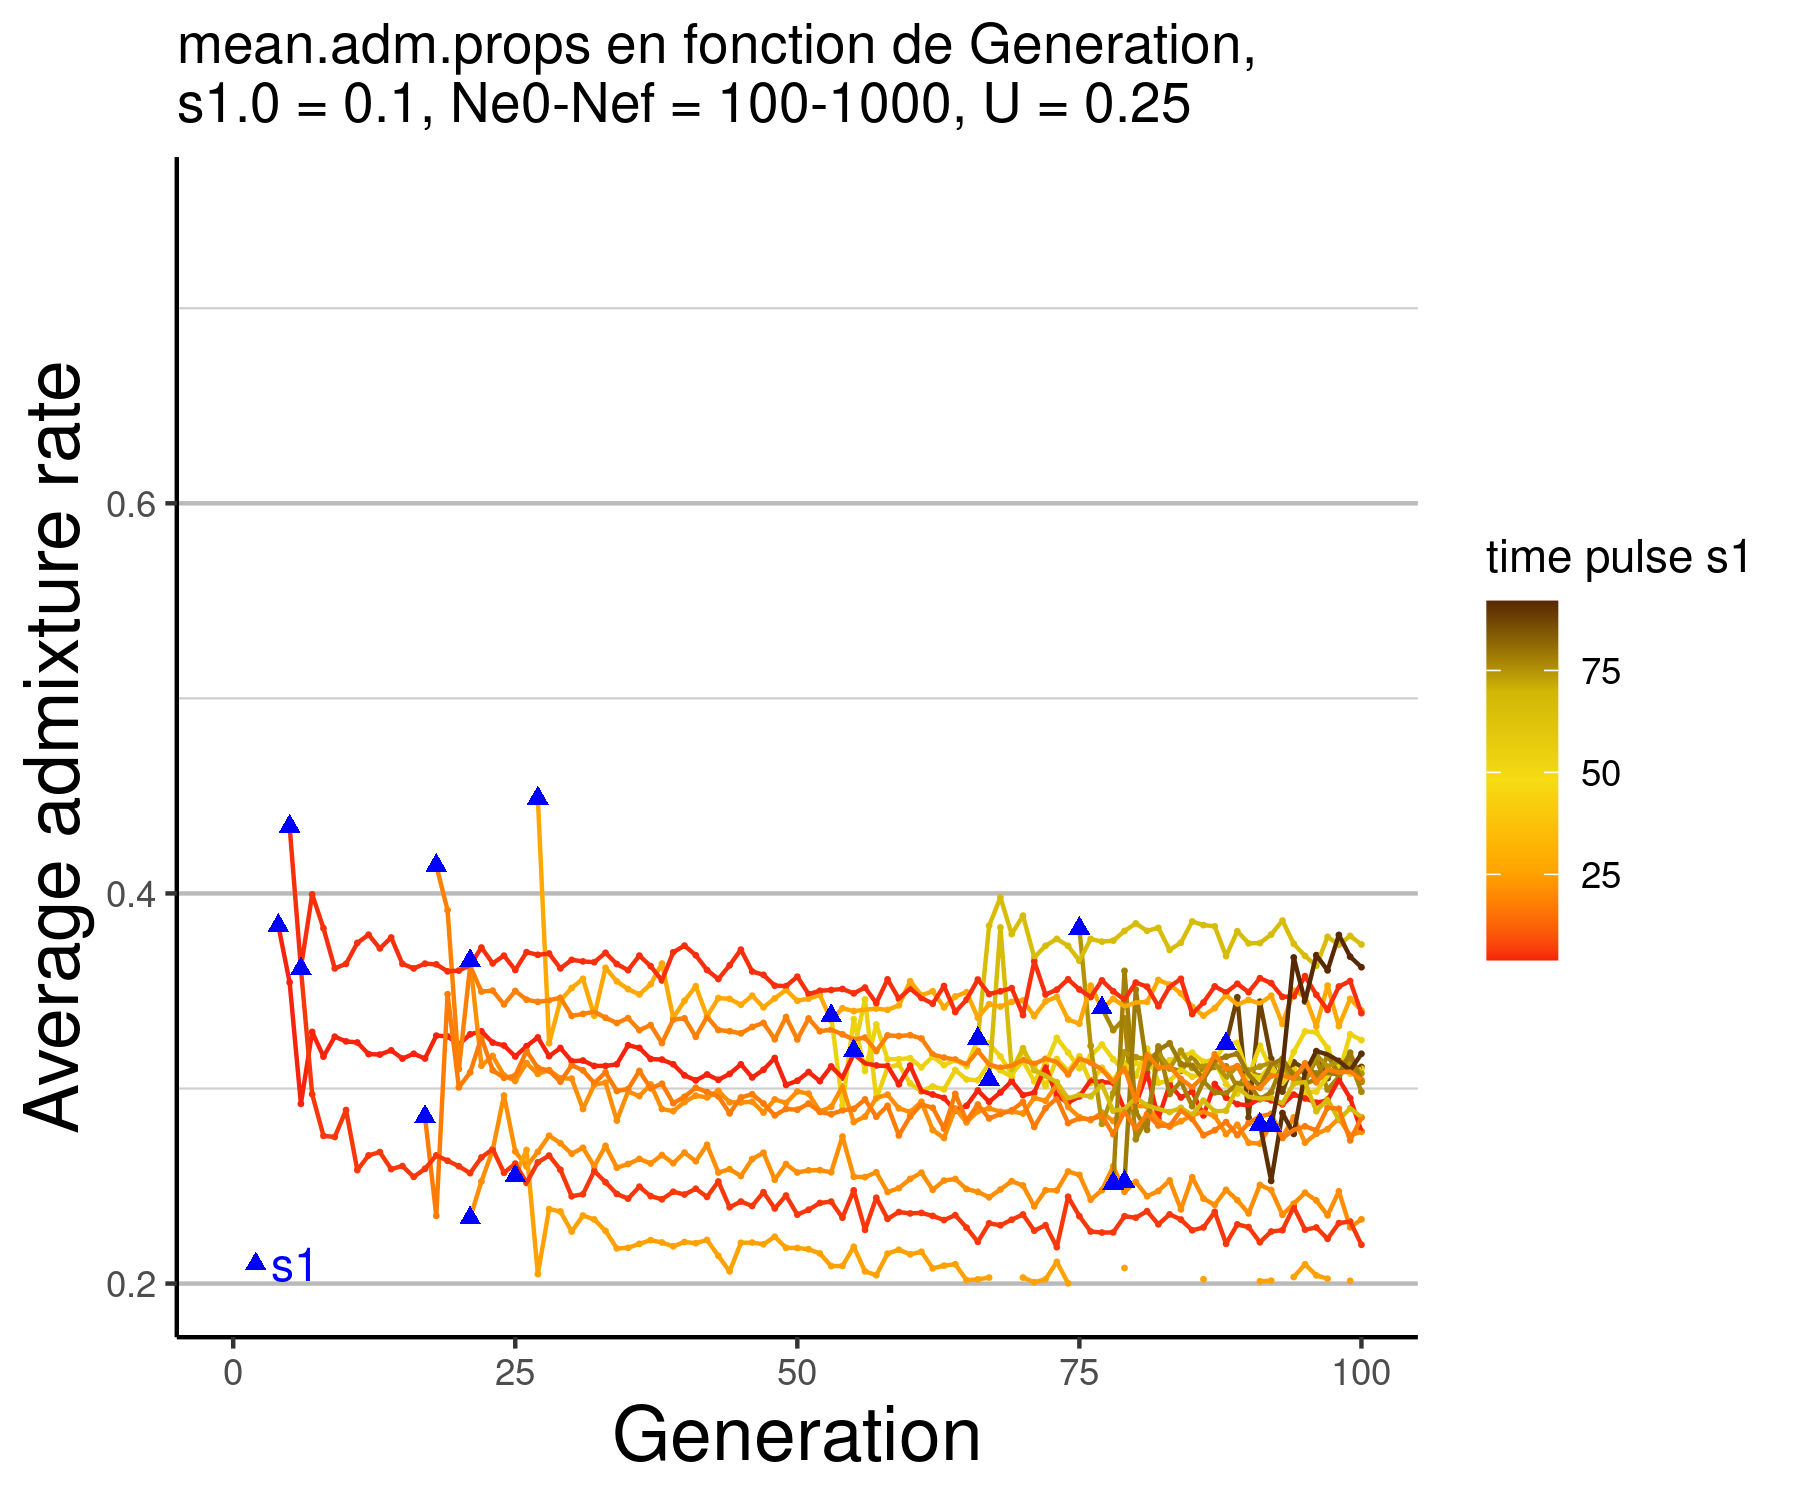 mean.adm.props en fonction de Generation,
s1.0 = 0.1, Ne0-Nef = 100-1000, U = 0.25
Average admixture rate
0.6
0.4
0.2
s1
0 25 50 75 100
Generation
time pulse s1
75
50
25